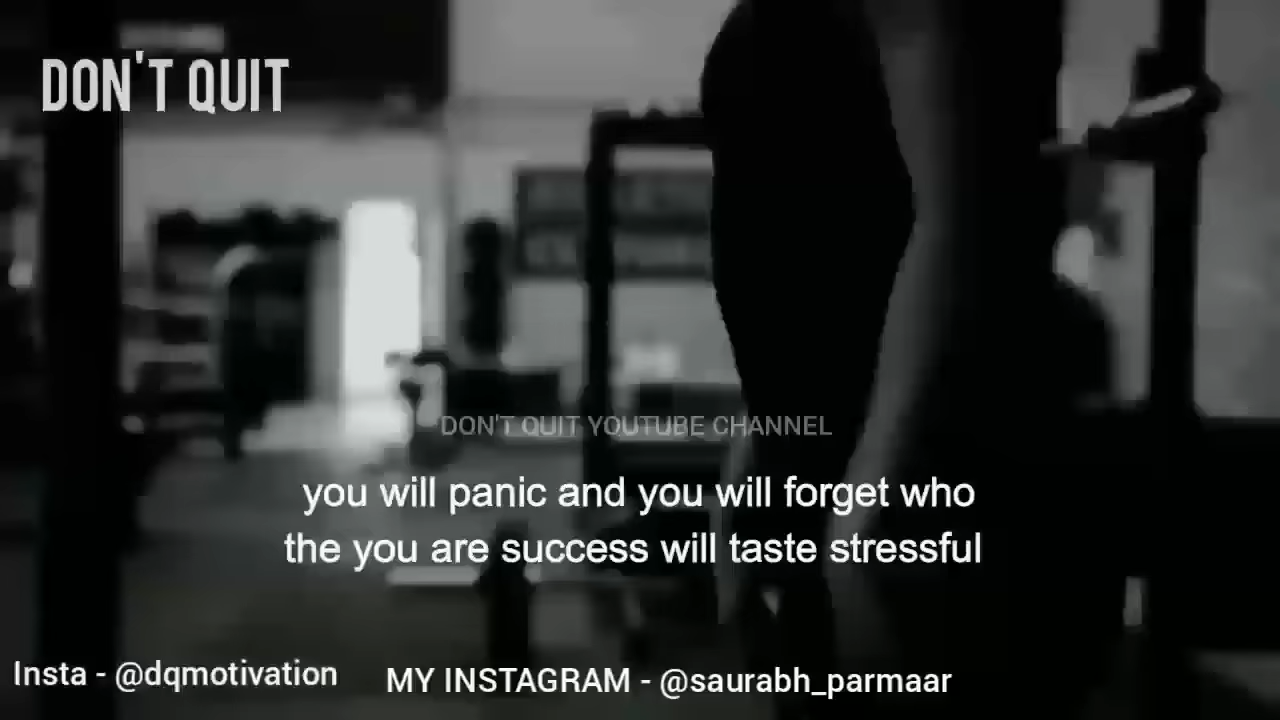 DON'T QUIT
DON'T QUIT YOUTUBE CHANNEL
you will panic and you will forget who
the you are success will taste stressful
Insta - @dqmotivation
MY INSTAGRAM - @saurabh_parmaar